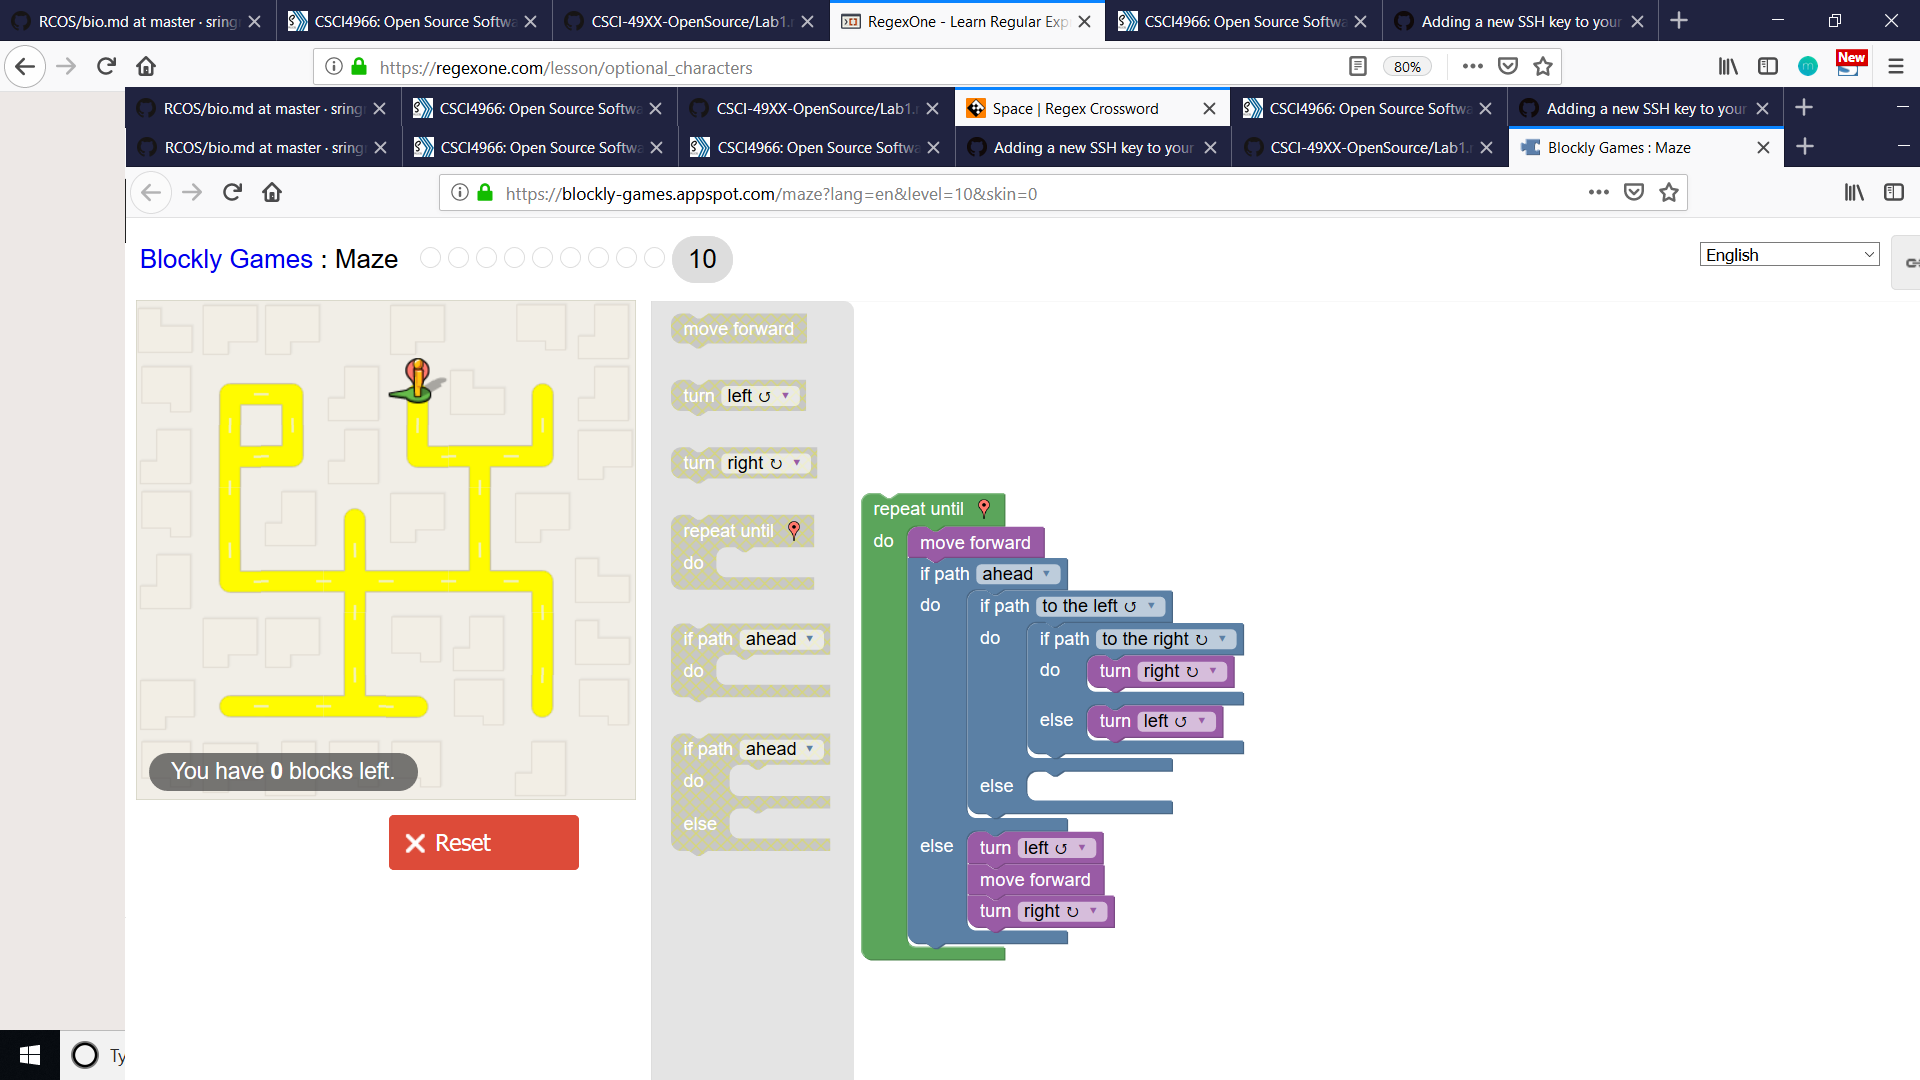 RCOS/bio.md at master · sring
CSCI4966: Open Source Softwa
CSCI-49XX-OpenSource/Lab1.
RegexOne - Learn Regular Exp
CSCI4966: Open Source Softwa
Adding a new SSH key to your
https://regexone.com/lesson/optional_characters
80%
New
RCOS/bio.md at master · sring
CSCI4966: Open Source Softwa
CSCI-49XX-OpenSource/Lab1.
Space | Regex Crossword
CSCI4966: Open Source Softwa
Adding a new SSH key to your
RCOS/bio.md at master · sring
CSCI4966: Open Source Softwa
CSCI4966: Open Source Softwa
Adding a new SSH key to your
CSCI-49XX-OpenSource/Lab1.
Blockly Games : Maze
https://blockly-games.appspot.com/maze?lang=en&level=10&skin=0
Blockly Games : Maze
10
English
You have 0 blocks left.
Reset
move forward
turn left ↺
turn right ↻
repeat until
do
if path ahead
do
if path ahead
do
else
repeat until
do
move forward
if path ahead
do
if path to the left ↺
do
if path to the right ↻
do
turn right ↻
else
turn left ↺
else
else
turn left ↺
move forward
turn right ↻
Ty